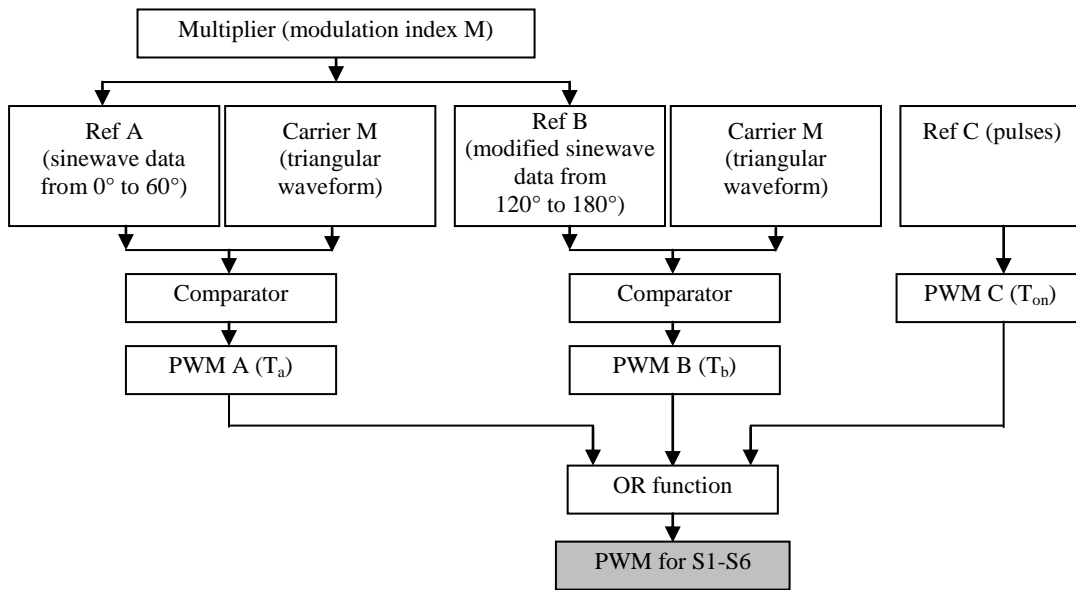 Multiplier (modulation index M)
Ref A
(sinewave data
from 0° to 60°)
Carrier M
(triangular
waveform)
Ref B
(modified sinewave
data from
120° to 180°)
Carrier M
(triangular
waveform)
Ref C (pulses)
Comparator
Comparator
PWM C (Ton)
PWM A (Ta)
PWM B (Tb)
OR function
PWM for S1-S6